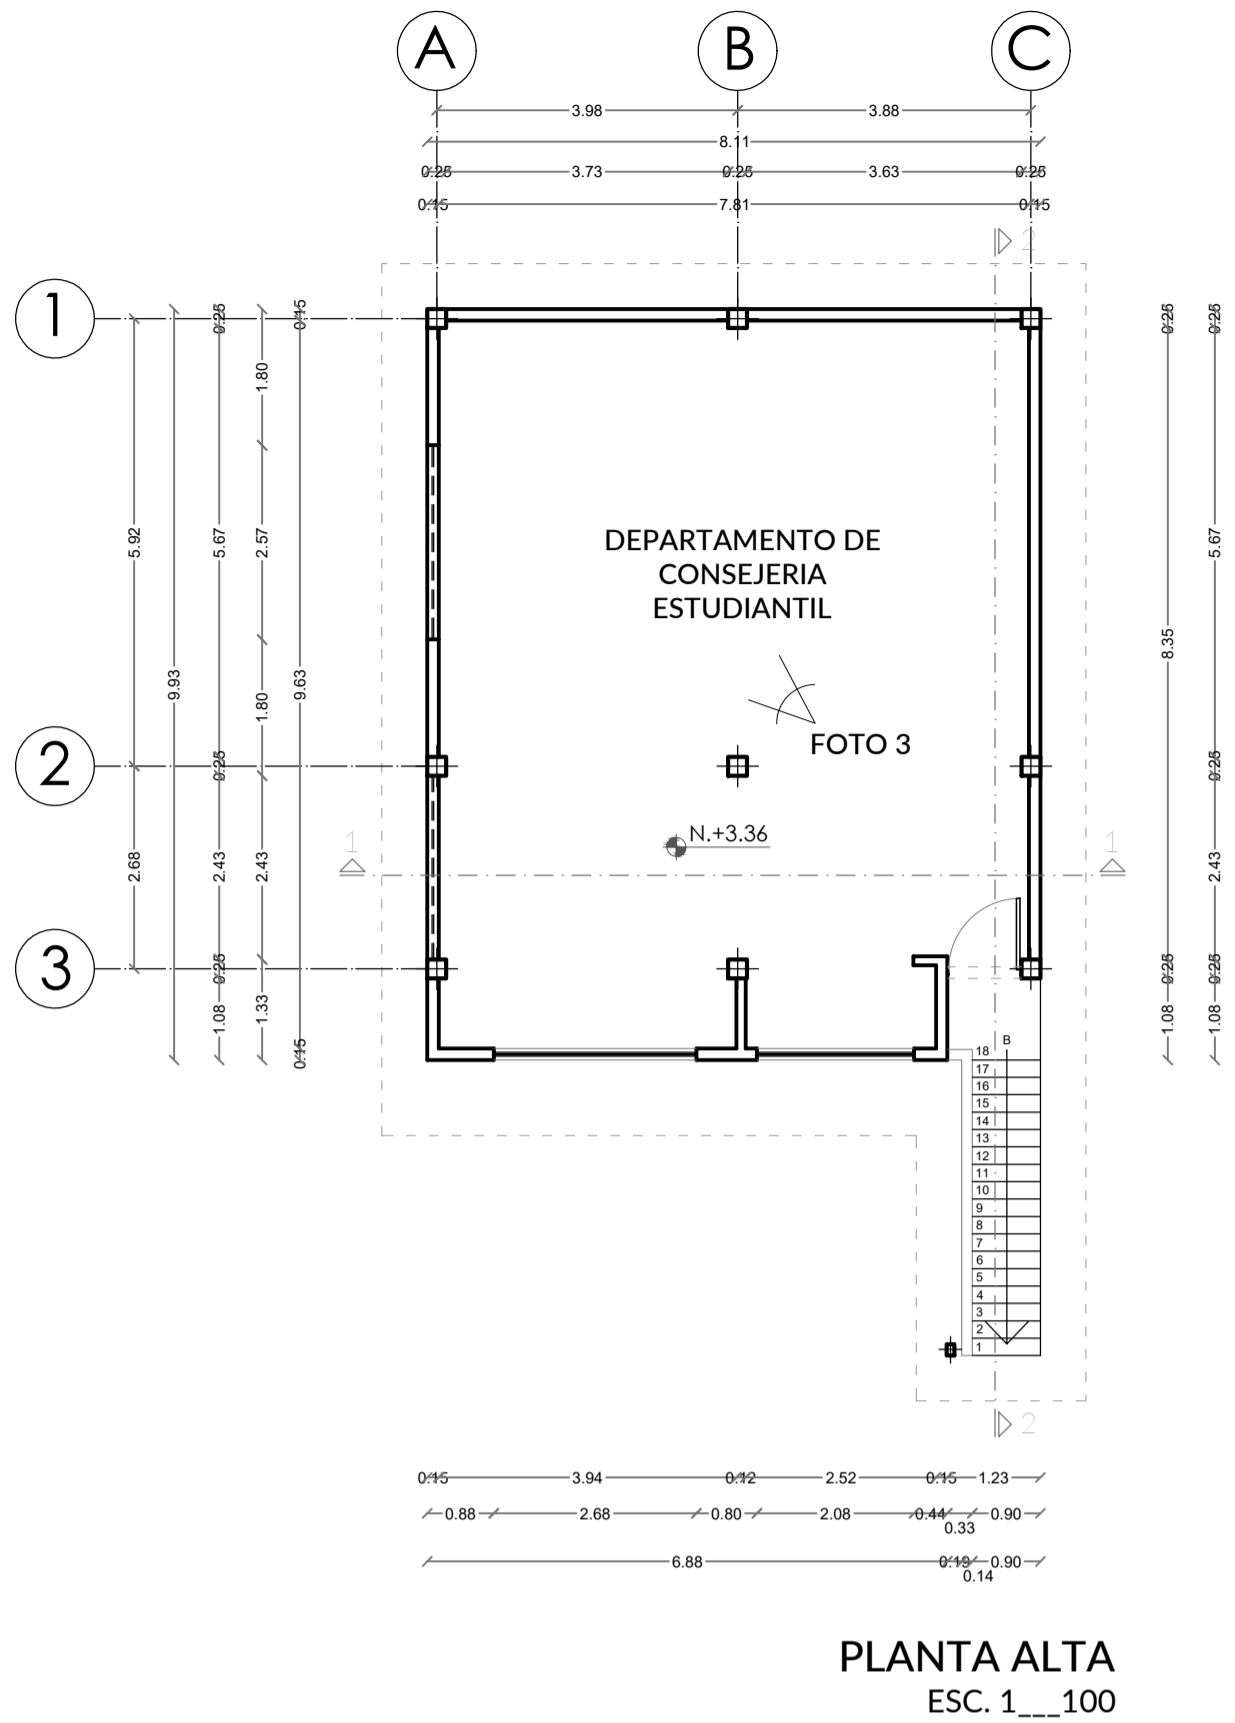 A B C
3.98 3.88
8.11
0.25 3.73 0.25 3.63 0.25
0.15 7.81 0.15
2
1
0.25 0.15 0.25 0.25
1.80
5.92 5.67 2.57 5.67
DEPARTAMENTO DE
CONSEJERIA
ESTUDIANTIL
8.35
9.93 1.80 9.63
FOTO 3
2
0.25 0.25
N.+3.36
1 1
2.68 2.43 2.43 2.43
3
0.25 0.25 0.25
1.08 1.33 1.08 1.08
0.15
B
18
17
16
15
14
13
12
11
10
9
8
7
6
5
4
3
2
1
2
0.15 3.94 0.12 2.52 0.15 1.23
0.88 2.68 0.80 2.08 0.44 0.90
0.33
6.88 0.19 0.90
0.14
PLANTA ALTA
ESC. 1___100